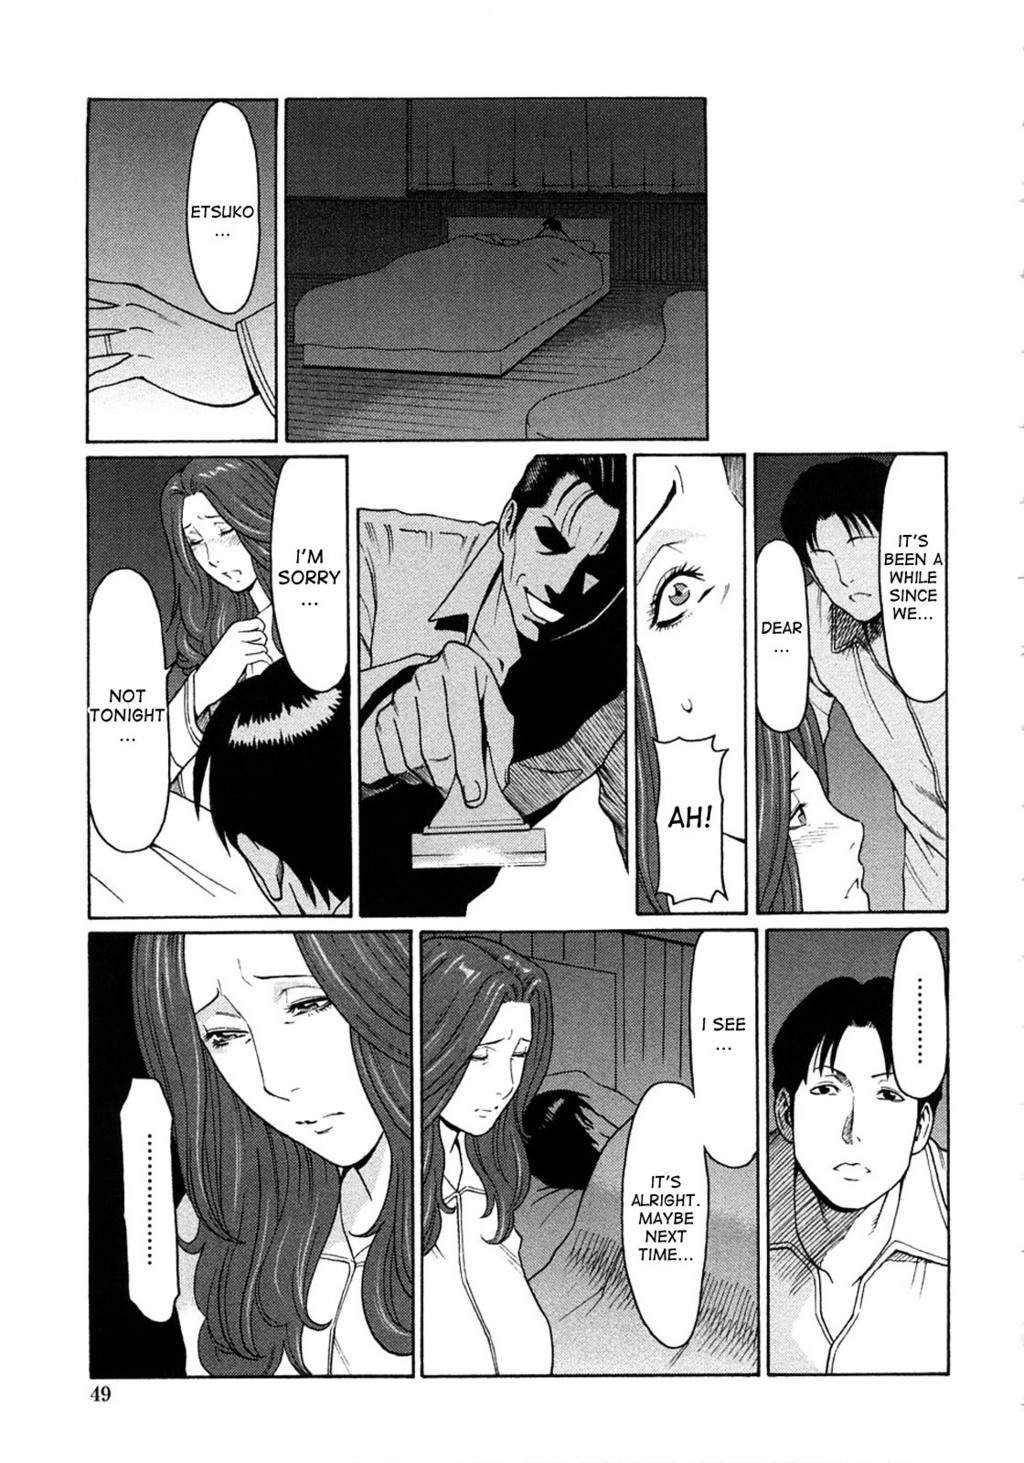 ETSUKO
...
IT'S
BEEN A
WHILE
SINCE
WE...
DEAR
...
AH!
I'M
SORRY
...
NOT
TONIGHT
...
.........
I SEE
...
IT'S
ALRIGHT.
MAYBE
NEXT
TIME...
.............
49